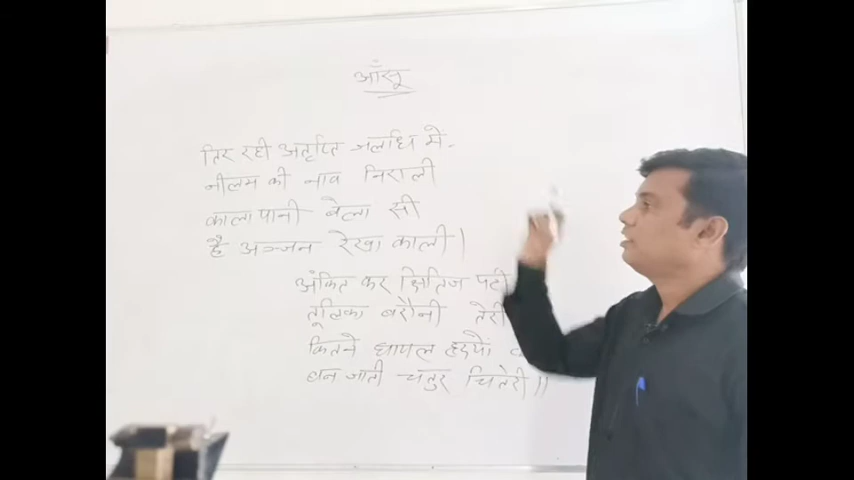 आँसू
तिर रही अतृप्ति जलधि में
नीलम की नाव निराली
काला पानी बेला सी
है अञ्जन रेखा काली।
अंकित कर क्षितिज पटी
तूलिका बरौनी तेरी
कितने घायल हृदयों
बन जाती चतुर चितेरी॥